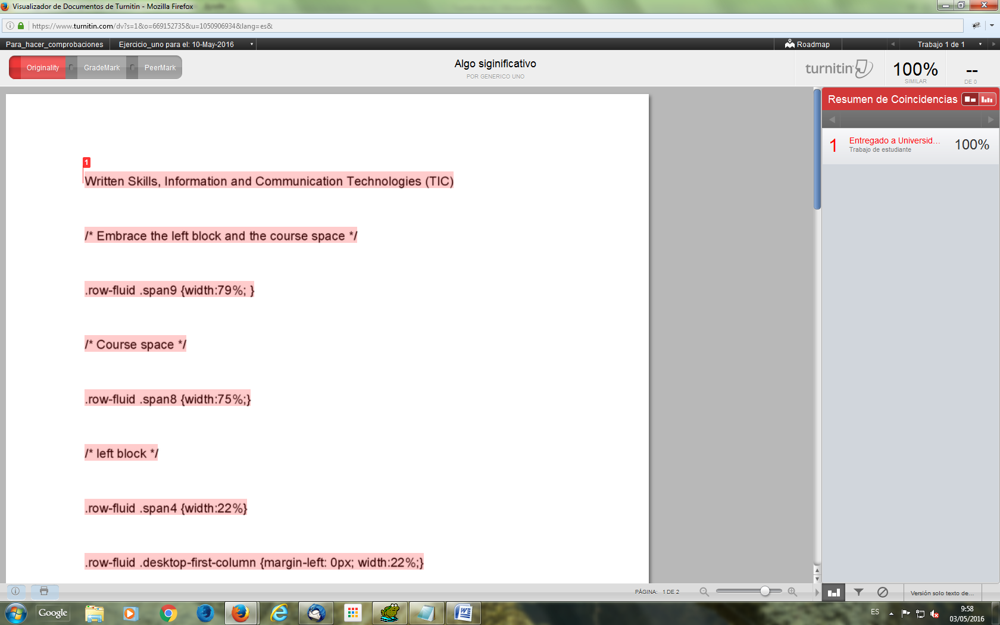 Visualizador de Documentos de Turnitin - Mozilla Firefox
https://www.turnitin.com/dv?s=1&o=669152735&u=1050906934&lang=es&
Para_hacer_comprobaciones
Ejercicio_uno para el: 10-May-2016
Roadmap
Trabajo 1 de 1
Originality
GradeMark
PeerMark
Algo siginificativo
POR GENERICO UNO
turnitin
100%
SIMILAR
--
DE 0
Resumen de Coincidencias
1
Entregado a Universid...
Trabajo de estudiante
100%
1
Written Skills, Information and Communication Technologies (TIC)
/* Embrace the left block and the course space */
.row-fluid .span9 {width:79%; }
/* Course space */
.row-fluid .span8 {width:75%;}
/* left block */
.row-fluid .span4 {width:22%}
.row-fluid .desktop-first-column {margin-left: 0px; width:22%;}
PÁGINA: 1 DE 2
Versión solo texto de...
Google
ES
9:58
03/05/2016